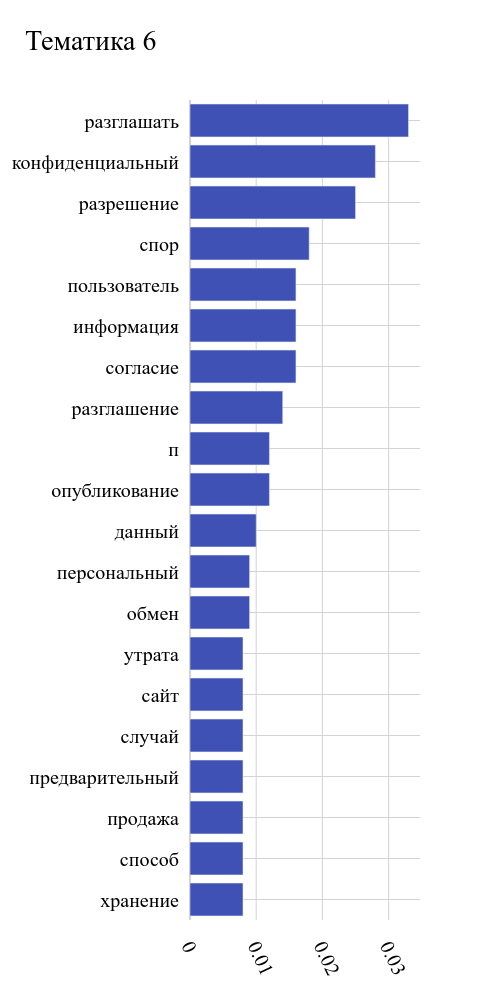 Тематика 6
разглашать
конфиденциальный
разрешение
спор
пользователь
информация
согласие
разглашение
п
опубликование
данный
персональный
обмен
утрата
сайт
случай
предварительный
продажа
способ
хранение
0
0.01
0.02
0.03